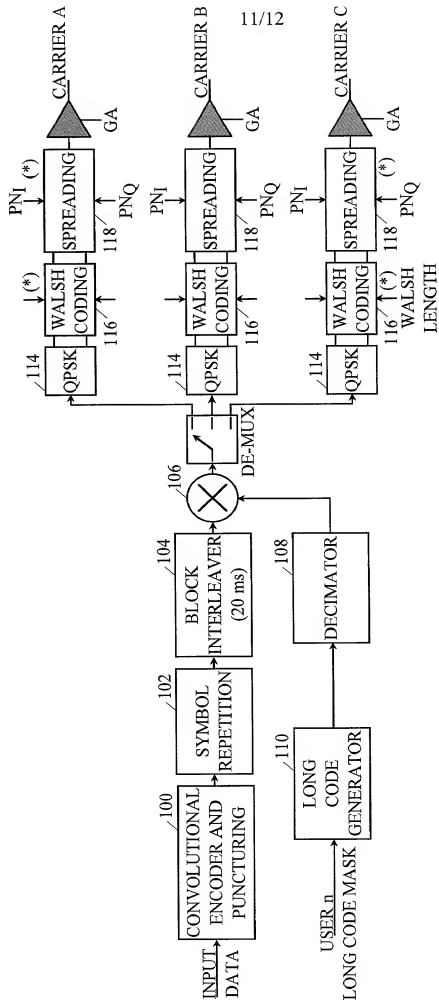 11/12
INPUT
DATA
CONVOLUTIONAL
ENCODER AND
PUNCTURING
100
SYMBOL
REPETITION
102
BLOCK
INTERLEAVER
(20 ms)
104
106
USER n
LONG CODE MASK
LONG
CODE
GENERATOR
110
DECIMATOR
108
DE-MUX
114
QPSK
(*)
WALSH
CODING
116
PNI (*)
SPREADING
118
PNQ
GA
CARRIER A
114
QPSK
WALSH
CODING
116
PNI
SPREADING
118
PNQ
GA
CARRIER B
114
QPSK
WALSH
CODING
116 (*)
WALSH
LENGTH
PNI
SPREADING
118 (*)
PNQ
GA
CARRIER C